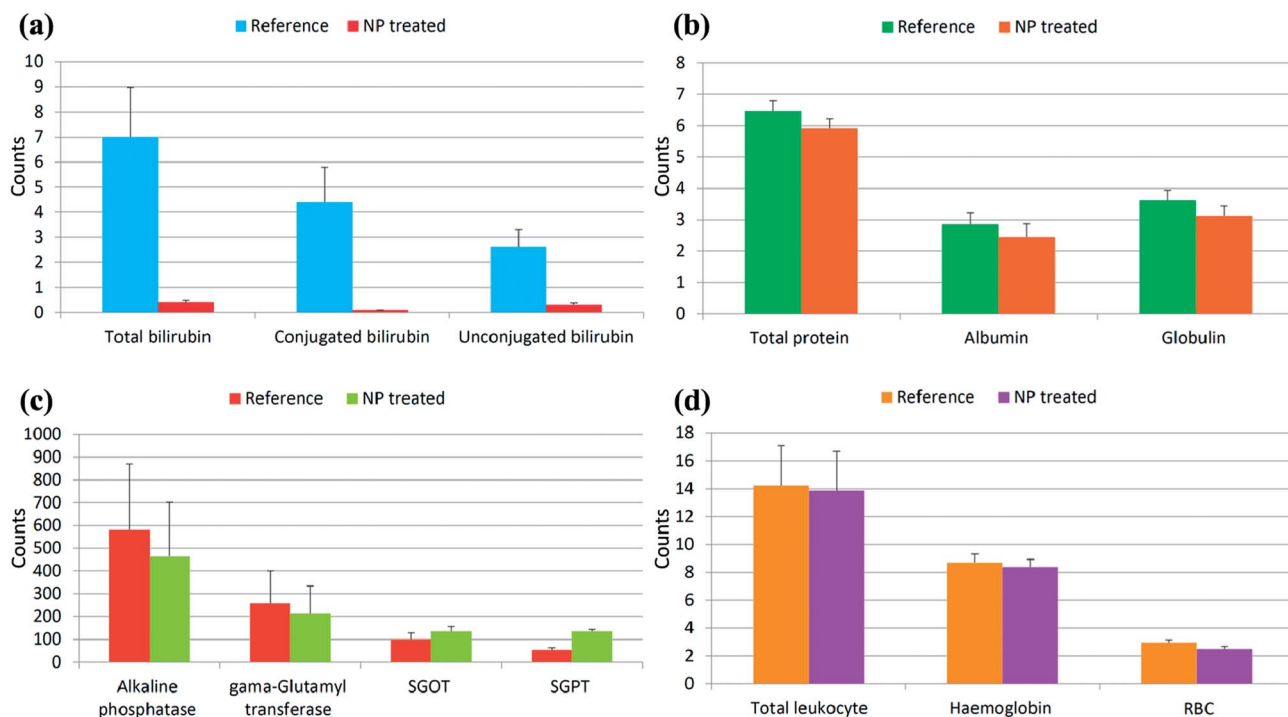 (a)
Reference NP treated
10
9
8
7
6
5
4
3
2
1
0
Counts
Total bilirubin Conjugated bilirubin Unconjugated bilirubin
(b)
Reference NP treated
8
7
6
5
4
3
2
1
0
Counts
Total protein Albumin Globulin
(c)
Reference NP treated
1000
900
800
700
600
500
400
300
200
100
0
Counts
Alkaline phosphatase
gama-Glutamyl transferase
SGOT
SGPT
(d)
Reference NP treated
18
16
14
12
10
8
6
4
2
0
Counts
Total leukocyte Haemoglobin RBC